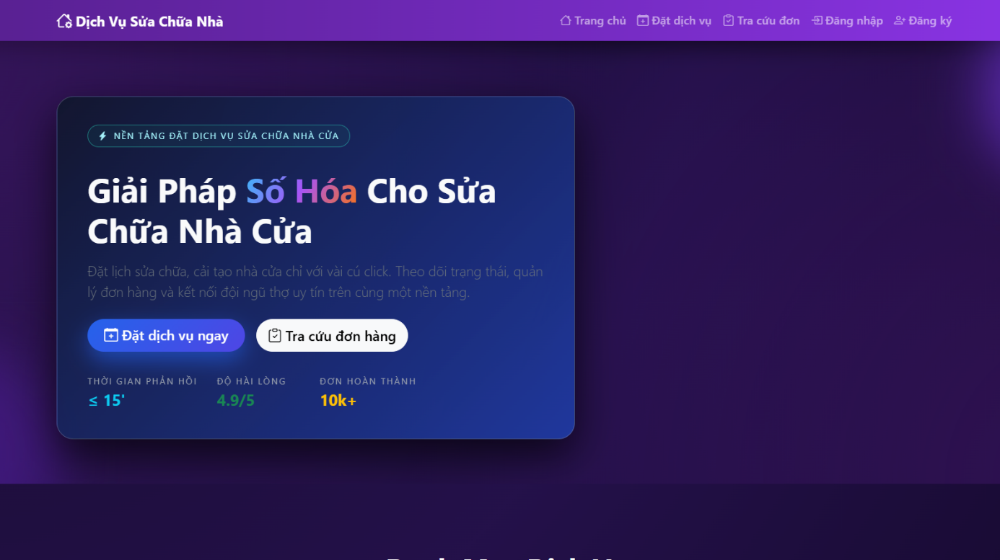 Dịch Vụ Sửa Chữa Nhà
Trang chủ
Đặt dịch vụ
Tra cứu đơn
Đăng nhập
Đăng ký
NỀN TẢNG ĐẶT DỊCH VỤ SỬA CHỮA NHÀ CỬA
Giải Pháp Số Hóa Cho Sửa
Chữa Nhà Cửa
Đặt lịch sửa chữa, cải tạo nhà cửa chỉ với vài cú click. Theo dõi trạng thái, quản
lý đơn hàng và kết nối đội ngũ thợ uy tín trên cùng một nền tảng.
Đặt dịch vụ ngay
Tra cứu đơn hàng
THỜI GIAN PHẢN HỒI
≤ 15'
ĐỘ HÀI LÒNG
4.9/5
ĐƠN HOÀN THÀNH
10k+